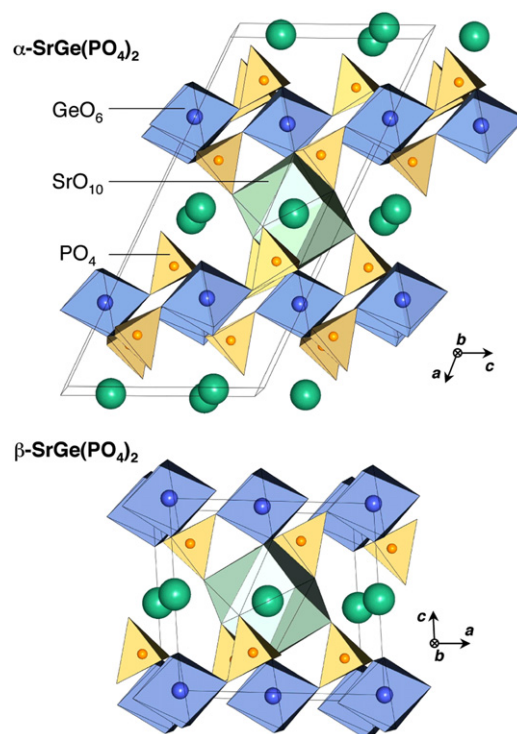 α-SrGe(PO₄)₂
GeO₆
SrO₁₀
PO₄
b
a c
β-SrGe(PO₄)₂
c
a
b